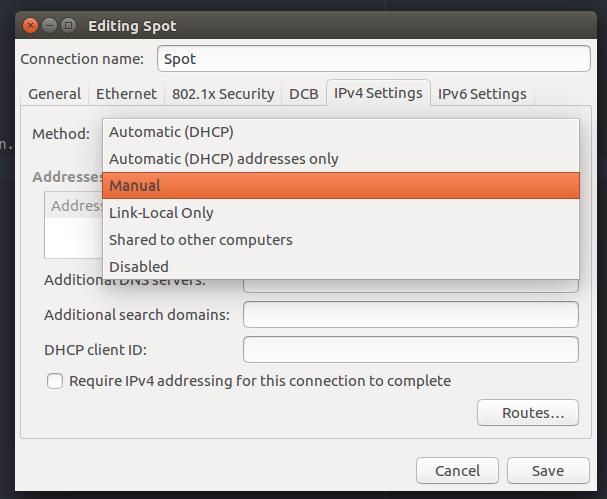 Editing Spot
Connection name: Spot
General Ethernet 802.1x Security DCB IPv4 Settings IPv6 Settings
Method:
Automatic (DHCP)
Automatic (DHCP) addresses only
Addresses
Manual
Address
Link-Local Only
Shared to other computers
Disabled
Additional DNS servers:
Additional search domains:
DHCP client ID:
Require IPv4 addressing for this connection to complete
Routes…
Cancel Save